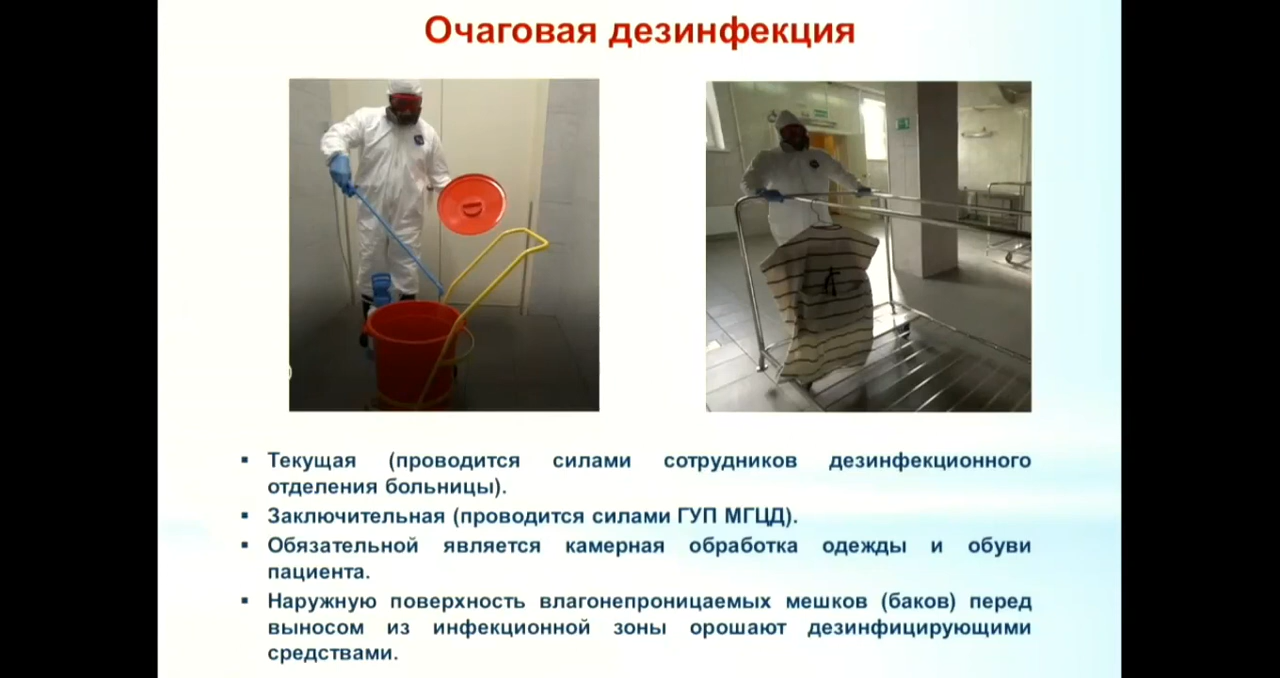 Очаговая дезинфекция
▪ Текущая (проводится силами сотрудников дезинфекционного
отделения больницы).
▪ Заключительная (проводится силами ГУП МГЦД).
▪ Обязательной является камерная обработка одежды и обуви
пациента.
▪ Наружную поверхность влагонепроницаемых мешков (баков) перед
выносом из инфекционной зоны орошают дезинфицирующими
средствами.